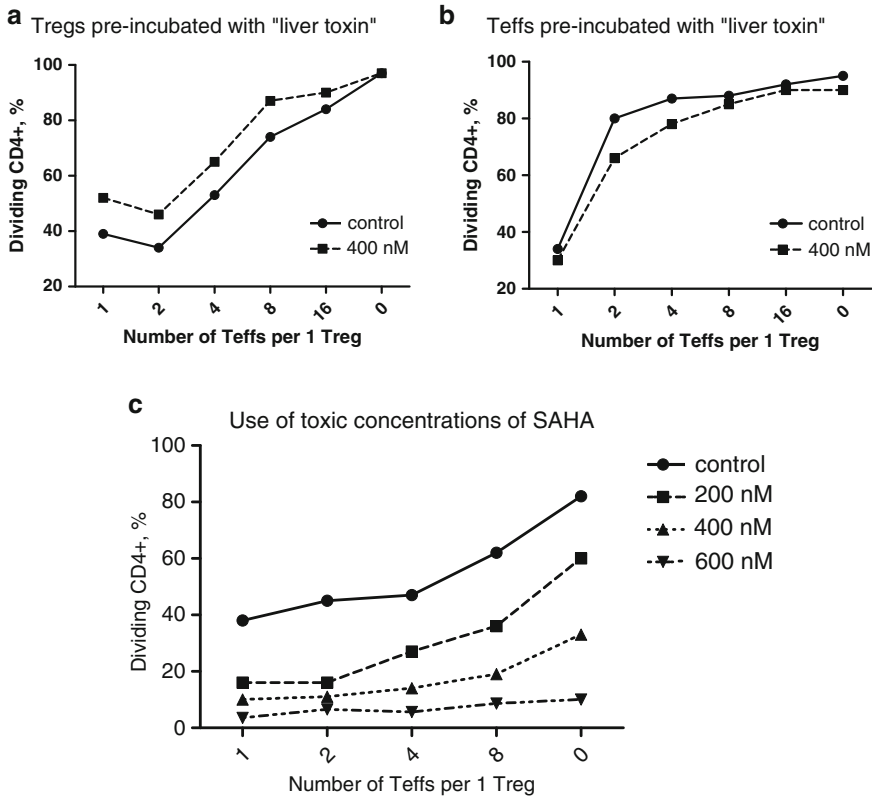 a Tregs pre-incubated with "liver toxin"
Dividing CD4+, %
100
80
60
40
20
control
400 nM
1 2 4 8 16 0
Number of Teffs per 1 Treg
b Teffs pre-incubated with "liver toxin"
Dividing CD4+, %
100
80
60
40
20
control
400 nM
1 2 4 8 16 0
Number of Teffs per 1 Treg
c Use of toxic concentrations of SAHA
Dividing CD4+, %
100
80
60
40
20
0
control
200 nM
400 nM
600 nM
1 2 4 8 0
Number of Teffs per 1 Treg